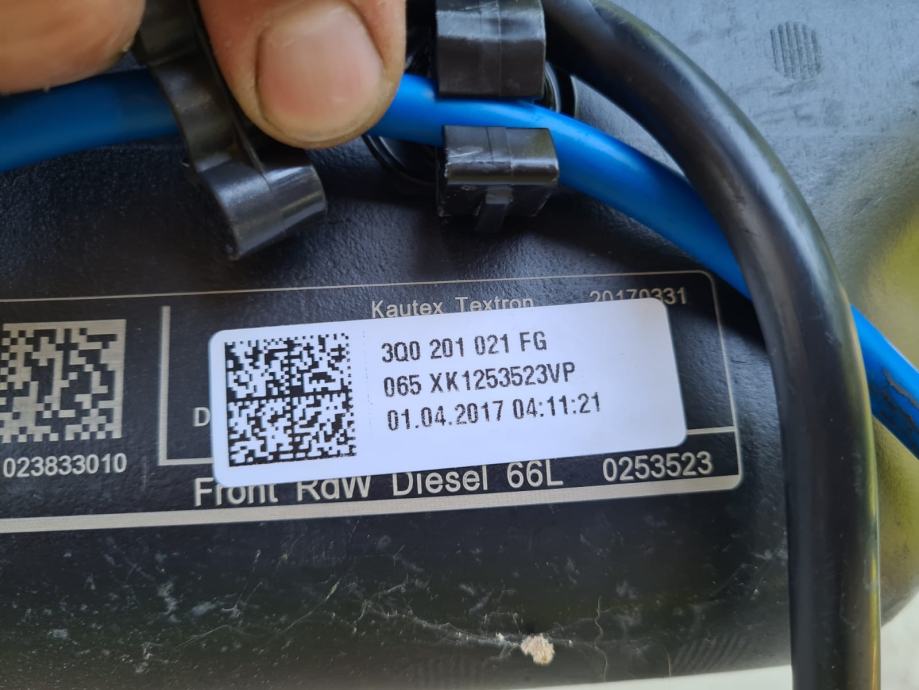 Kautex Textron 20170331
3Q0 201 021 FG
065 XK1253523VP
01.04.2017 04:11:21
D
023833010
Front RdW Diesel 66L 0253523